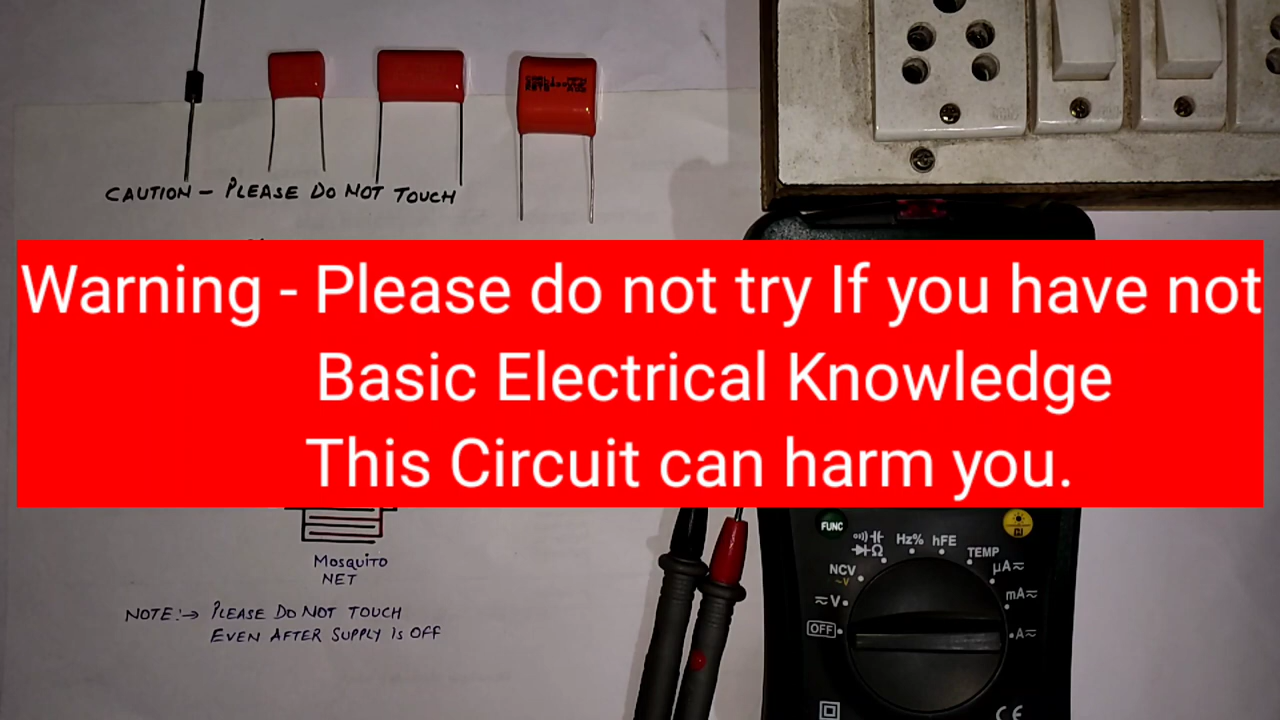 CAUTION - PLEASE DO NOT TOUCH
Warning - Please do not try If you have not
Basic Electrical Knowledge
This Circuit can harm you.
MOSQUITO
NET
NOTE:→ PLEASE DO NOT TOUCH
EVEN AFTER SUPPLY IS OFF
FUNC
Hz%
hFE
TEMP
NCV
~V
μA≂
mA≂
≂V
OFF
A≂
CE